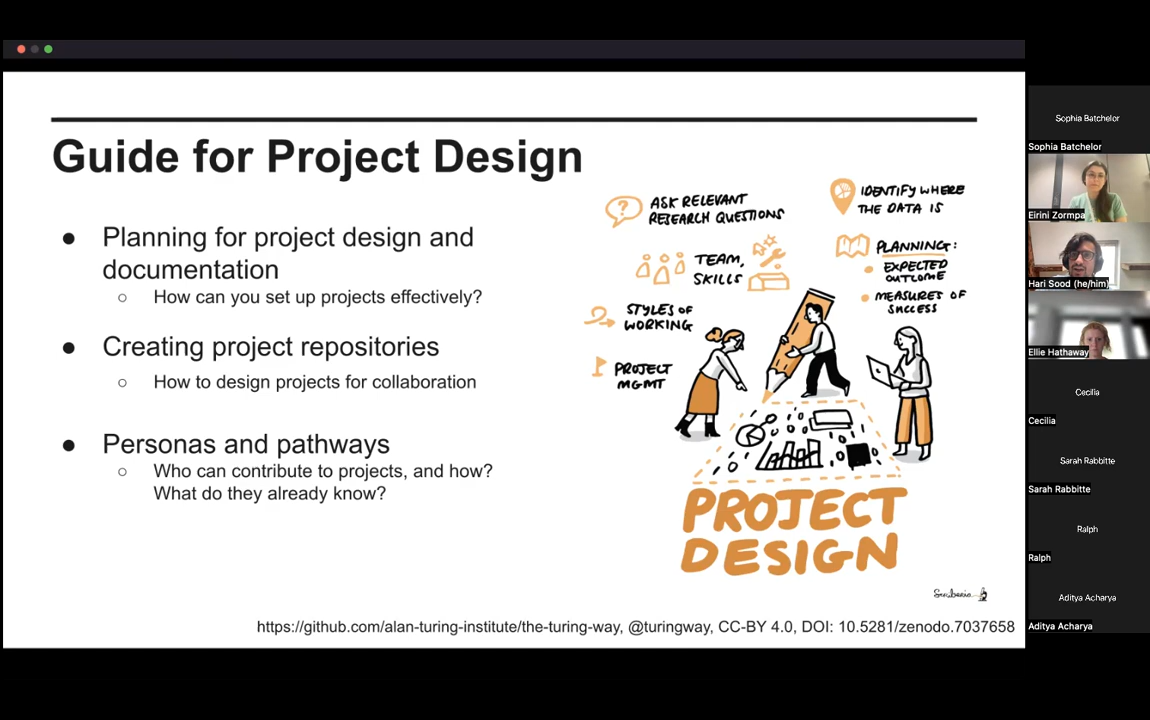 Guide for Project Design
● Planning for project design and
documentation
○ How can you set up projects effectively?
● Creating project repositories
○ How to design projects for collaboration
● Personas and pathways
○ Who can contribute to projects, and how?
What do they already know?
? ASK RELEVANT
RESEARCH QUESTIONS
IDENTIFY WHERE
THE DATA IS
TEAM,
SKILLS
PLANNING:
EXPECTED
OUTCOME
MEASURES OF
SUCCESS
STYLES OF
WORKING
PROJECT
MGMT
PROJECT
DESIGN
Scriberia
https://github.com/alan-turing-institute/the-turing-way, @turingway, CC-BY 4.0, DOI: 10.5281/zenodo.7037658
Sophia Batchelor
Sophia Batchelor
Eirini Zormpa
Hari Sood (he/him)
Ellie Hathaway
Cecilia
Cecilia
Sarah Rabbitte
Sarah Rabbitte
Ralph
Ralph
Aditya Acharya
Aditya Acharya